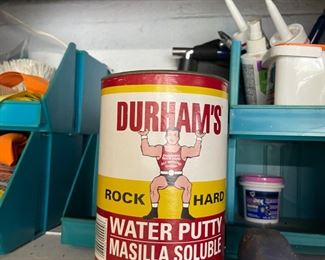 DURHAM'S
ROCK HARD
WATER PUTTY
MASILLA SOLUBLE